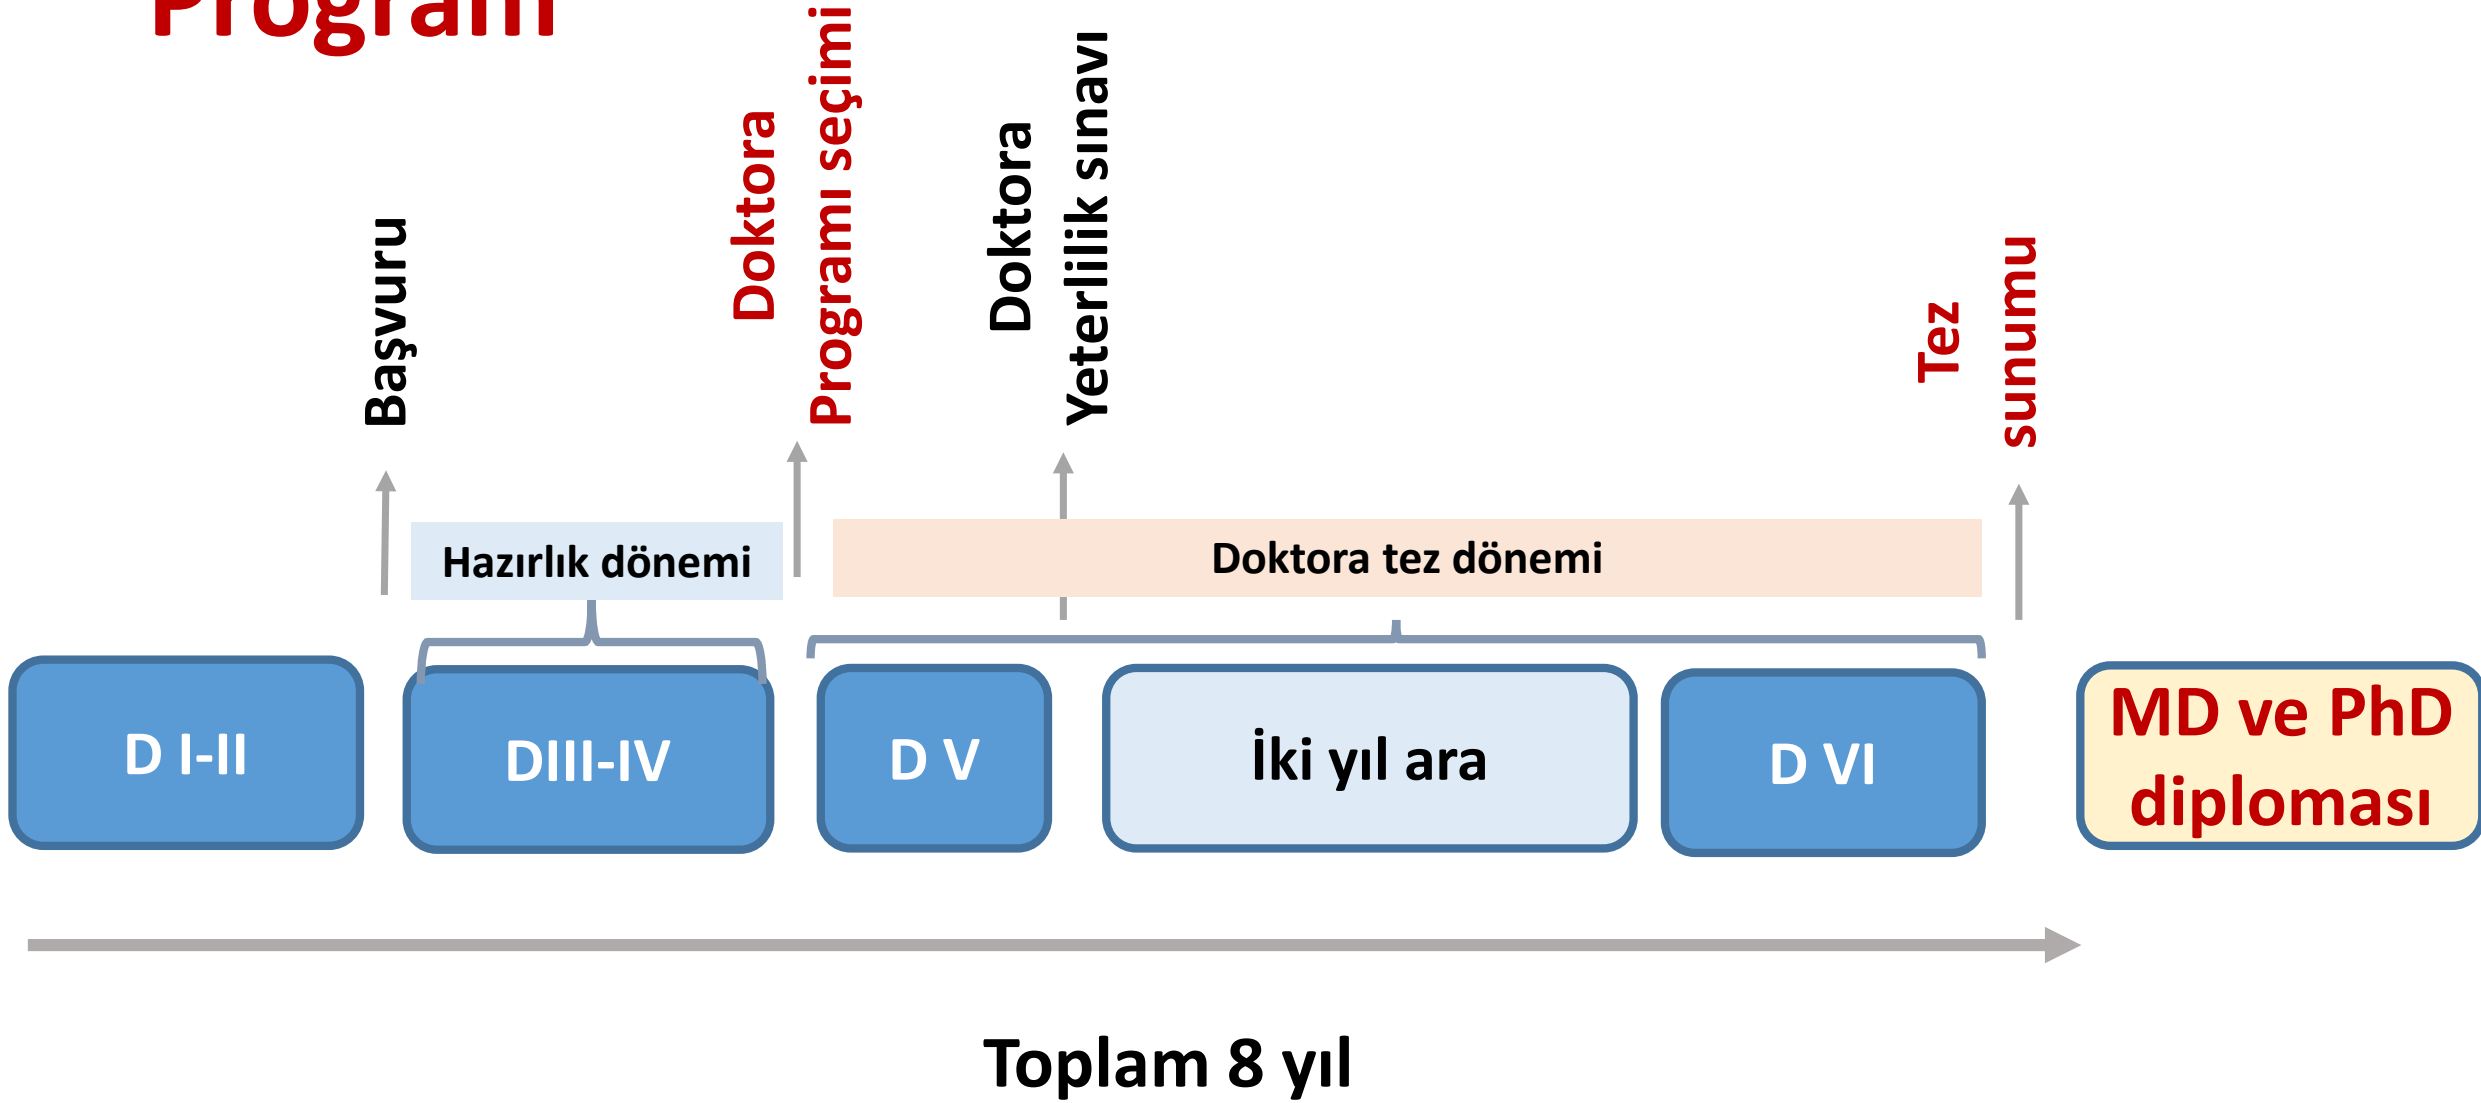 Program
Başvuru
Doktora
Programı seçimi
Doktora
Yeterlilik sınavı
Tez
sunumu
Hazırlık dönemi
Doktora tez dönemi
D I-II
DIII-IV
D V
İki yıl ara
D VI
MD ve PhD
diploması
Toplam 8 yıl